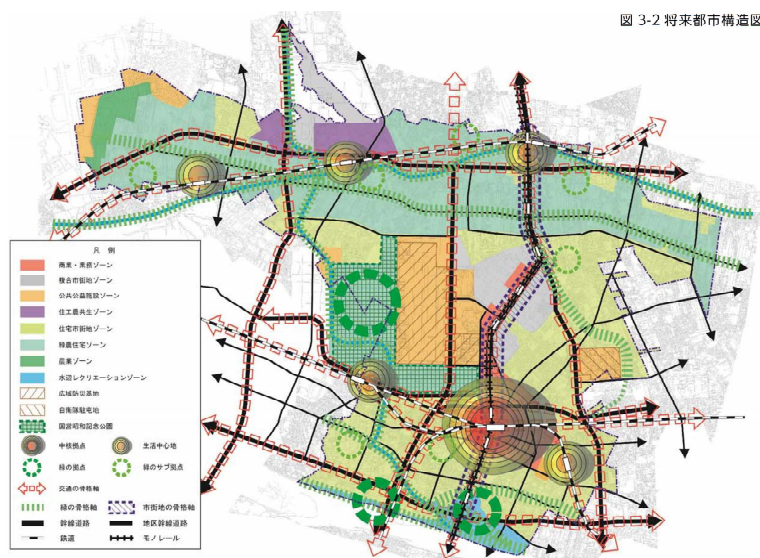 図 3-2 将来都市構造図
凡 例
商業・業務ゾーン
複合市街地ゾーン
公共公益施設ゾーン
住工農共生ゾーン
住宅市街地ゾーン
緑農住宅ゾーン
農業ゾーン
水辺レクリエーションゾーン
広域防災基地
自衛隊駐屯地
国営昭和記念公園
中核拠点 生活中心地
緑の拠点 緑のサブ拠点
交通の骨格軸
緑の骨格軸 市街地の骨格軸
幹線道路 地区幹線道路
鉄道 モノレール